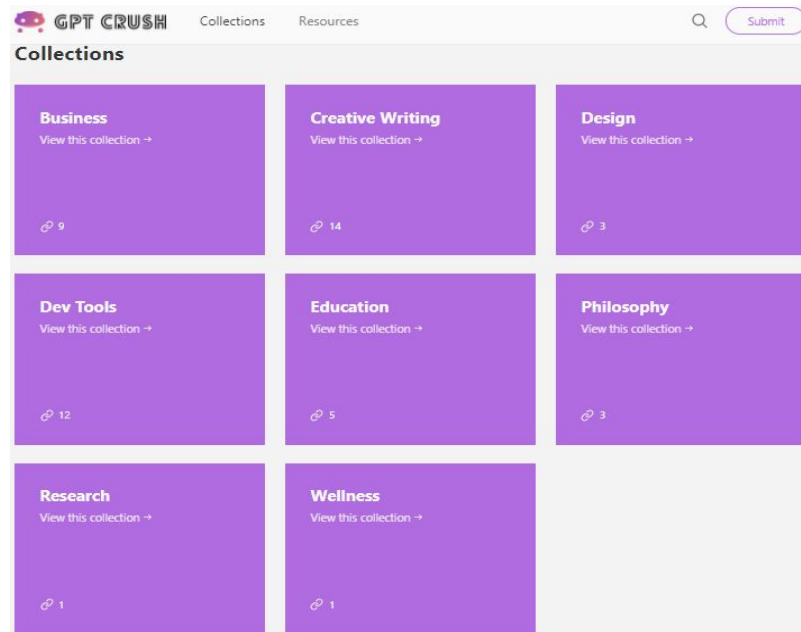 GPT CRUSH Collections Resources Submit
Collections
Business
View this collection →
9
Creative Writing
View this collection →
14
Design
View this collection →
3
Dev Tools
View this collection →
12
Education
View this collection →
5
Philosophy
View this collection →
3
Research
View this collection →
1
Wellness
View this collection →
1